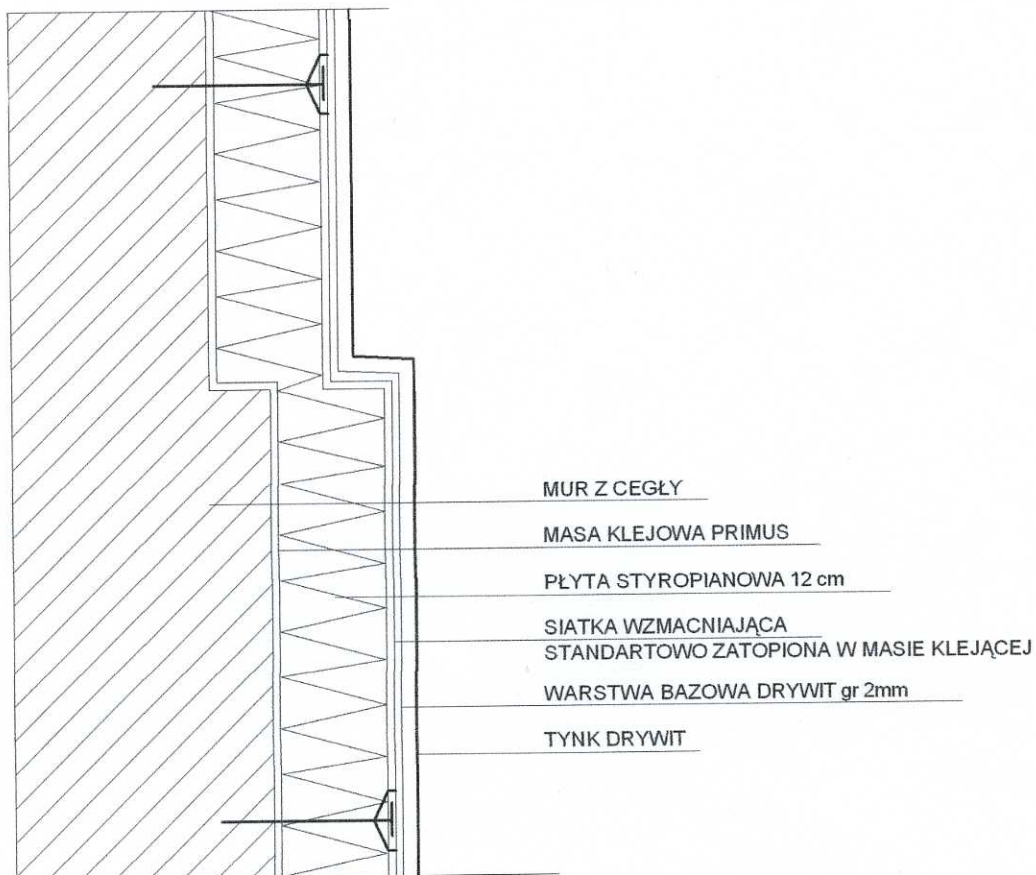 MUR Z CEGŁY
MASA KLEJOWA PRIMUS
PŁYTA STYROPIANOWA 12 cm
SIATKA WZMACNIAJĄCA
STANDARTOWO ZATOPIONA W MASIE KLEJĄCEJ
WARSTWA BAZOWA DRYWIT gr 2mm
TYNK DRYWIT